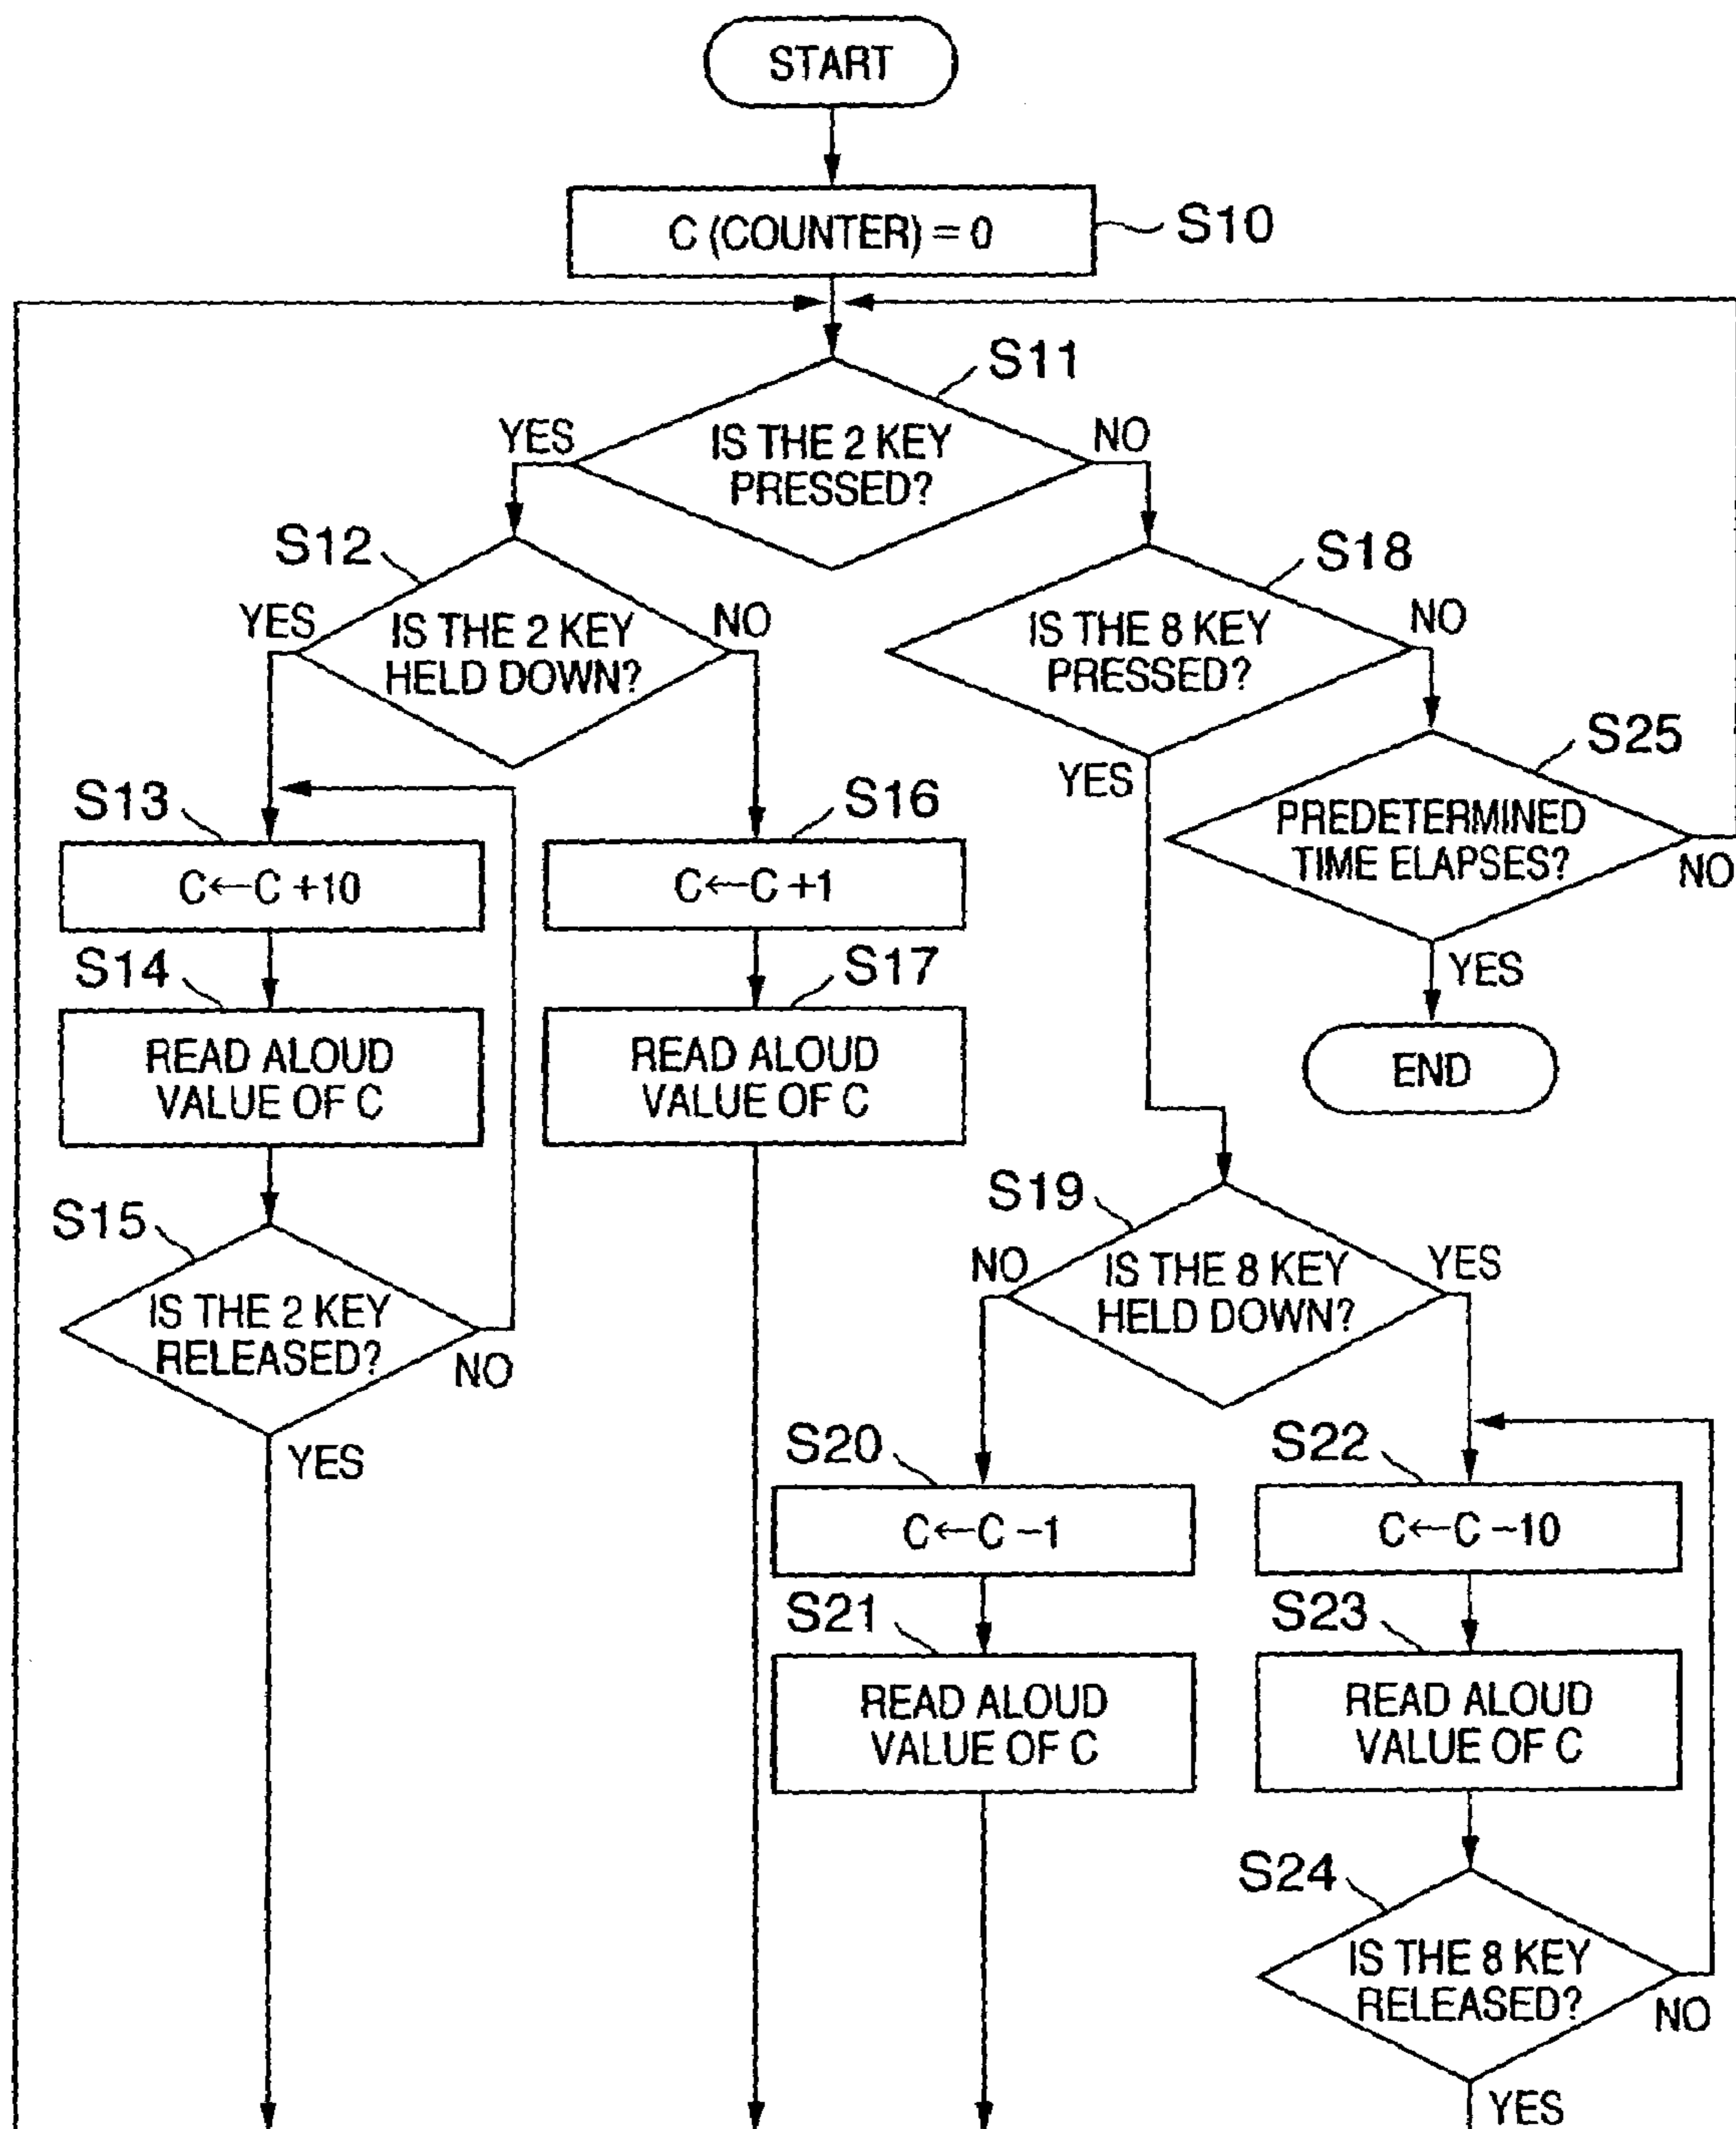 START
C (COUNTER) = 0
S10
S11
YES
IS THE 2 KEY
PRESSED?
NO
S12
YES
IS THE 2 KEY
HELD DOWN?
NO
S18
IS THE 8 KEY
PRESSED?
NO
YES
S13
C←C +10
S16
C←C +1
S25
PREDETERMINED
TIME ELAPSES?
NO
YES
END
S14
READ ALOUD
VALUE OF C
S17
READ ALOUD
VALUE OF C
S15
IS THE 2 KEY
RELEASED?
NO
YES
S19
NO
IS THE 8 KEY
HELD DOWN?
YES
S20
C←C –1
S22
C←C –10
S21
READ ALOUD
VALUE OF C
S23
READ ALOUD
VALUE OF C
S24
IS THE 8 KEY
RELEASED?
NO
YES